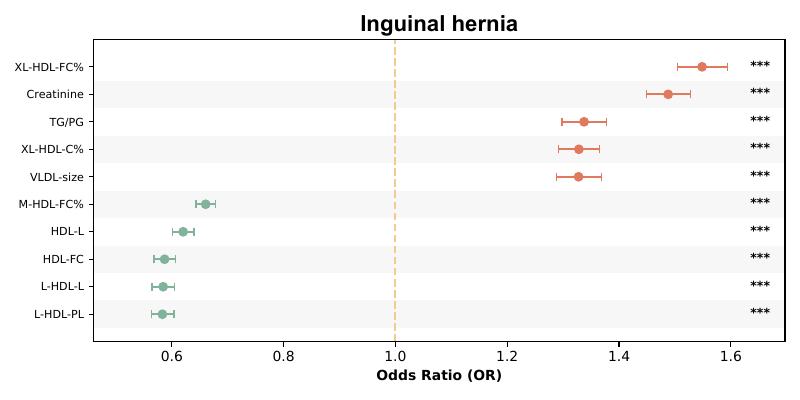 Inguinal hernia
XL-HDL-FC% ***
Creatinine ***
TG/PG ***
XL-HDL-C% ***
VLDL-size ***
M-HDL-FC% ***
HDL-L ***
HDL-FC ***
L-HDL-L ***
L-HDL-PL ***
0.6 0.8 1.0 1.2 1.4 1.6
Odds Ratio (OR)